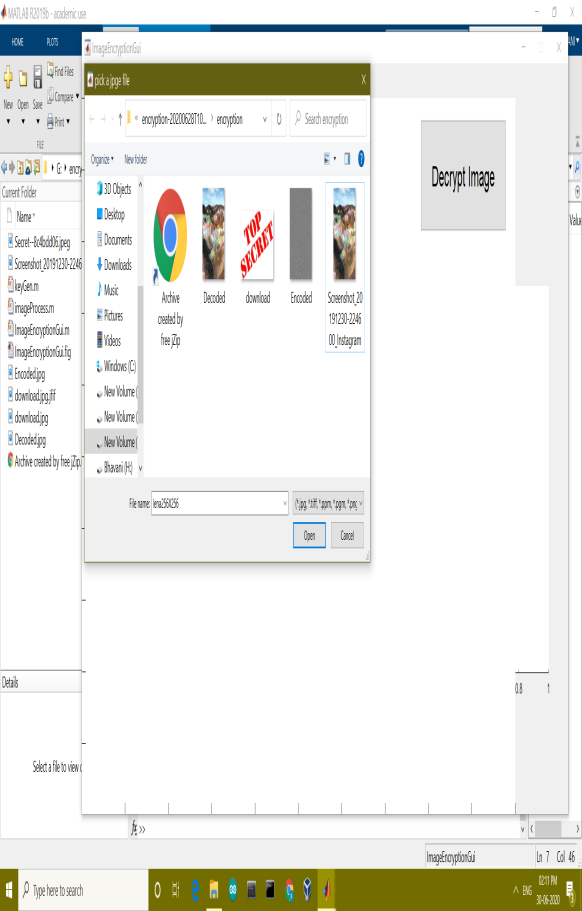 MATLAB R2019b - academic use
HOME
PLOTS
New
Open
Save
Find Files
Compare
Print
FILE
G:
Current Folder
Name
Secret--8c4bdd06.jpeg
Screenshot_20191230-2246
keyGen.m
imageProcess.m
ImageEncryptionGui.m
ImageEncryptionGui.fig
Encoded.jpg
download.jpg.jfif
download.jpg
Decoded.jpg
Archive created by free jZip.
Details
Select a file to view
ImageEncryptionGui
pick a jpge file
« encryption-20200628T10... > encryption
Search encryption
Organize
New folder
3D Objects
Desktop
Documents
Downloads
Music
Pictures
Videos
Windows (C:)
New Volume (
New Volume (
New Volume (
Bhavani (H:)
Archive
created by
free jZip
Decoded
TOP
SECRET
download
Encoded
Screenshot_20
191230-2246
00_Instagram
File name:
lena256X256
(*.jpg, *.tiff, *.ppm, *.pgm, *.png
Open
Cancel
Decrypt Image
0.8
1
fx >>
ImageEncryptionGui
Ln 7 Col 46
Type here to search
ENG
02:11 PM
30-06-2020